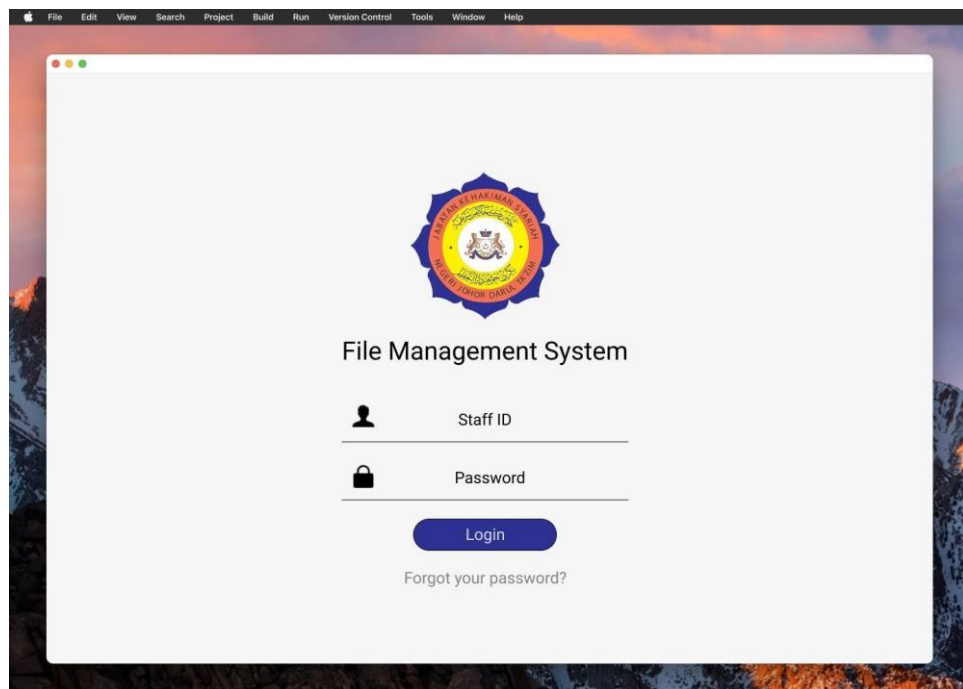 File Edit View Search Project Build Run Version Control Tools Window Help
JABATAN KEHAKIMAN SYARIAH
NEGERI JOHOR DARUL TA'ZIM
File Management System
Staff ID
Password
Login
Forgot your password?